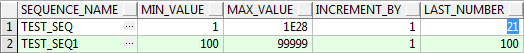 SEQUENCE_NAME MIN_VALUE MAX_VALUE INCREMENT_BY LAST_NUMBER
1 TEST_SEQ ... 1 1E28 1 21
2 TEST_SEQ1 ... 100 99999 1 100